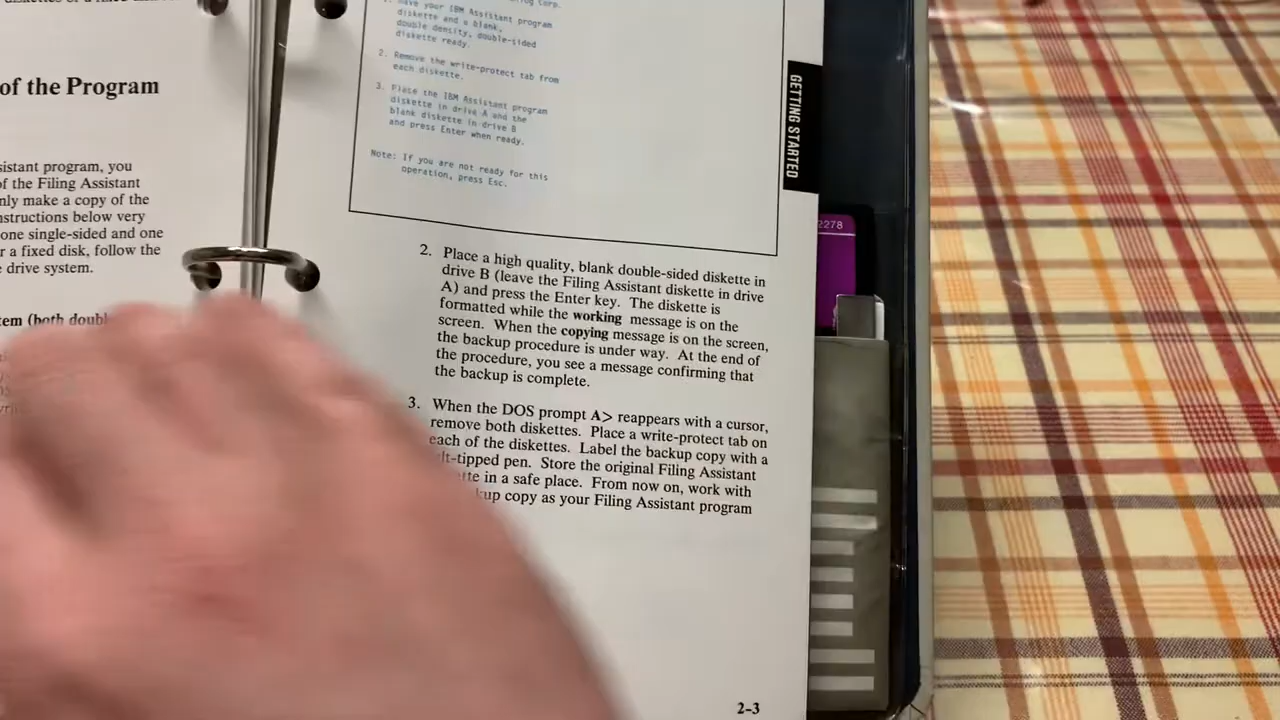 of the Program
sistant program, you
of the Filing Assistant
nly make a copy of the
nstructions below very
one single-sided and one
r a fixed disk, follow the
drive system.
tem (both doubl
Corp.
have your IBM Assistant program
diskette and a blank,
double density, double-sided
diskette ready.
2. Remove the write-protect tab from
each diskette.
3. Place the IBM Assistant program
diskette in drive A and the
blank diskette in drive B
and press Enter when ready.
Note: If you are not ready for this
operation, press Esc.
GETTING STARTED
2278
2. Place a high quality, blank double-sided diskette in
drive B (leave the Filing Assistant diskette in drive
A) and press the Enter key. The diskette is
formatted while the working message is on the
screen. When the copying message is on the screen,
the backup procedure is under way. At the end of
the procedure, you see a message confirming that
the backup is complete.
3. When the DOS prompt A> reappears with a cursor,
remove both diskettes. Place a write-protect tab on
each of the diskettes. Label the backup copy with a
lt-tipped pen. Store the original Filing Assistant
tte in a safe place. From now on, work with
kup copy as your Filing Assistant program
2-3